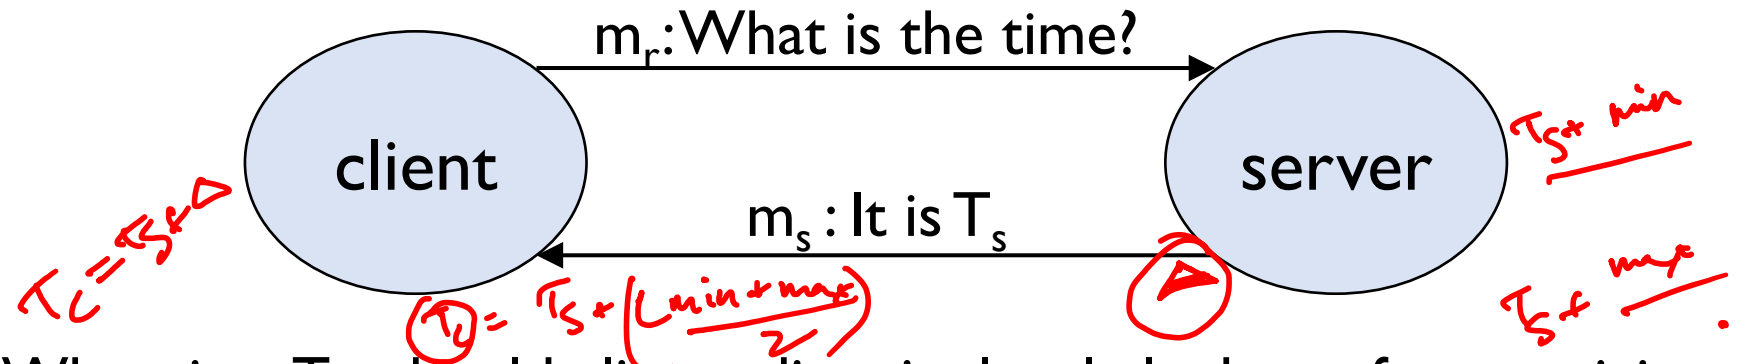 mᵣ: What is the time?
client
server
Ts + min
mₛ : It is Tₛ
Tc = Ts + Δ
Δ
Ts + max
Tc = Ts + (min + max / 2)